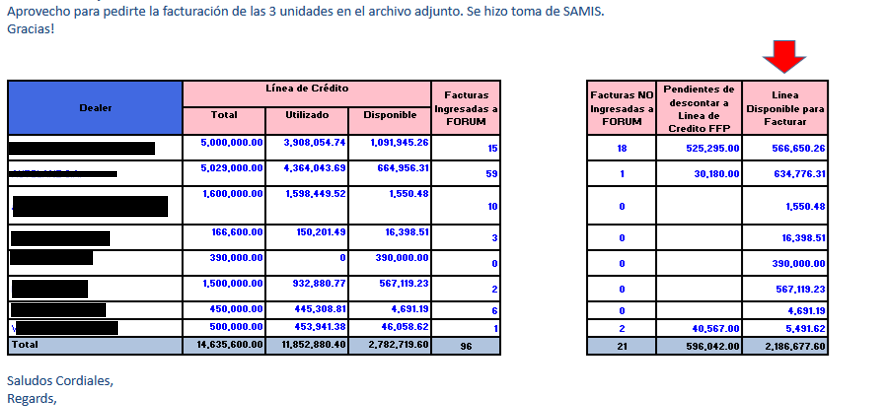 Aprovecho para pedirte la facturación de las 3 unidades en el archivo adjunto. Se hizo toma de SAMIS.
Gracias!
Dealer
Línea de Crédito
Total Utilizado Disponible
Facturas
Ingresadas a
FORUM
Facturas NO
Ingresadas a
FORUM
Pendientes de
descontar a
Linea de
Credito FFP
Linea
Disponible para
Facturar
5,000,000.00 3,908,054.74 1,091,945.26 15 18 525,295.00 566,650.26
5,029,000.00 4,364,043.69 664,956.31 59 1 30,180.00 634,776.31
1,600,000.00 1,598,449.52 1,550.48 10 0 1,550.48
166,600.00 150,201.49 16,398.51 3 0 16,398.51
390,000.00 0 390,000.00 0 0 390,000.00
1,500,000.00 932,880.77 567,119.23 2 0 567,119.23
450,000.00 445,308.81 4,691.19 6 0 4,691.19
500,000.00 453,941.38 46,058.62 1 2 40,567.00 5,491.62
Total 14,635,600.00 11,852,880.40 2,782,719.60 96 21 596,042.00 2,186,677.60
Saludos Cordiales,
Regards,